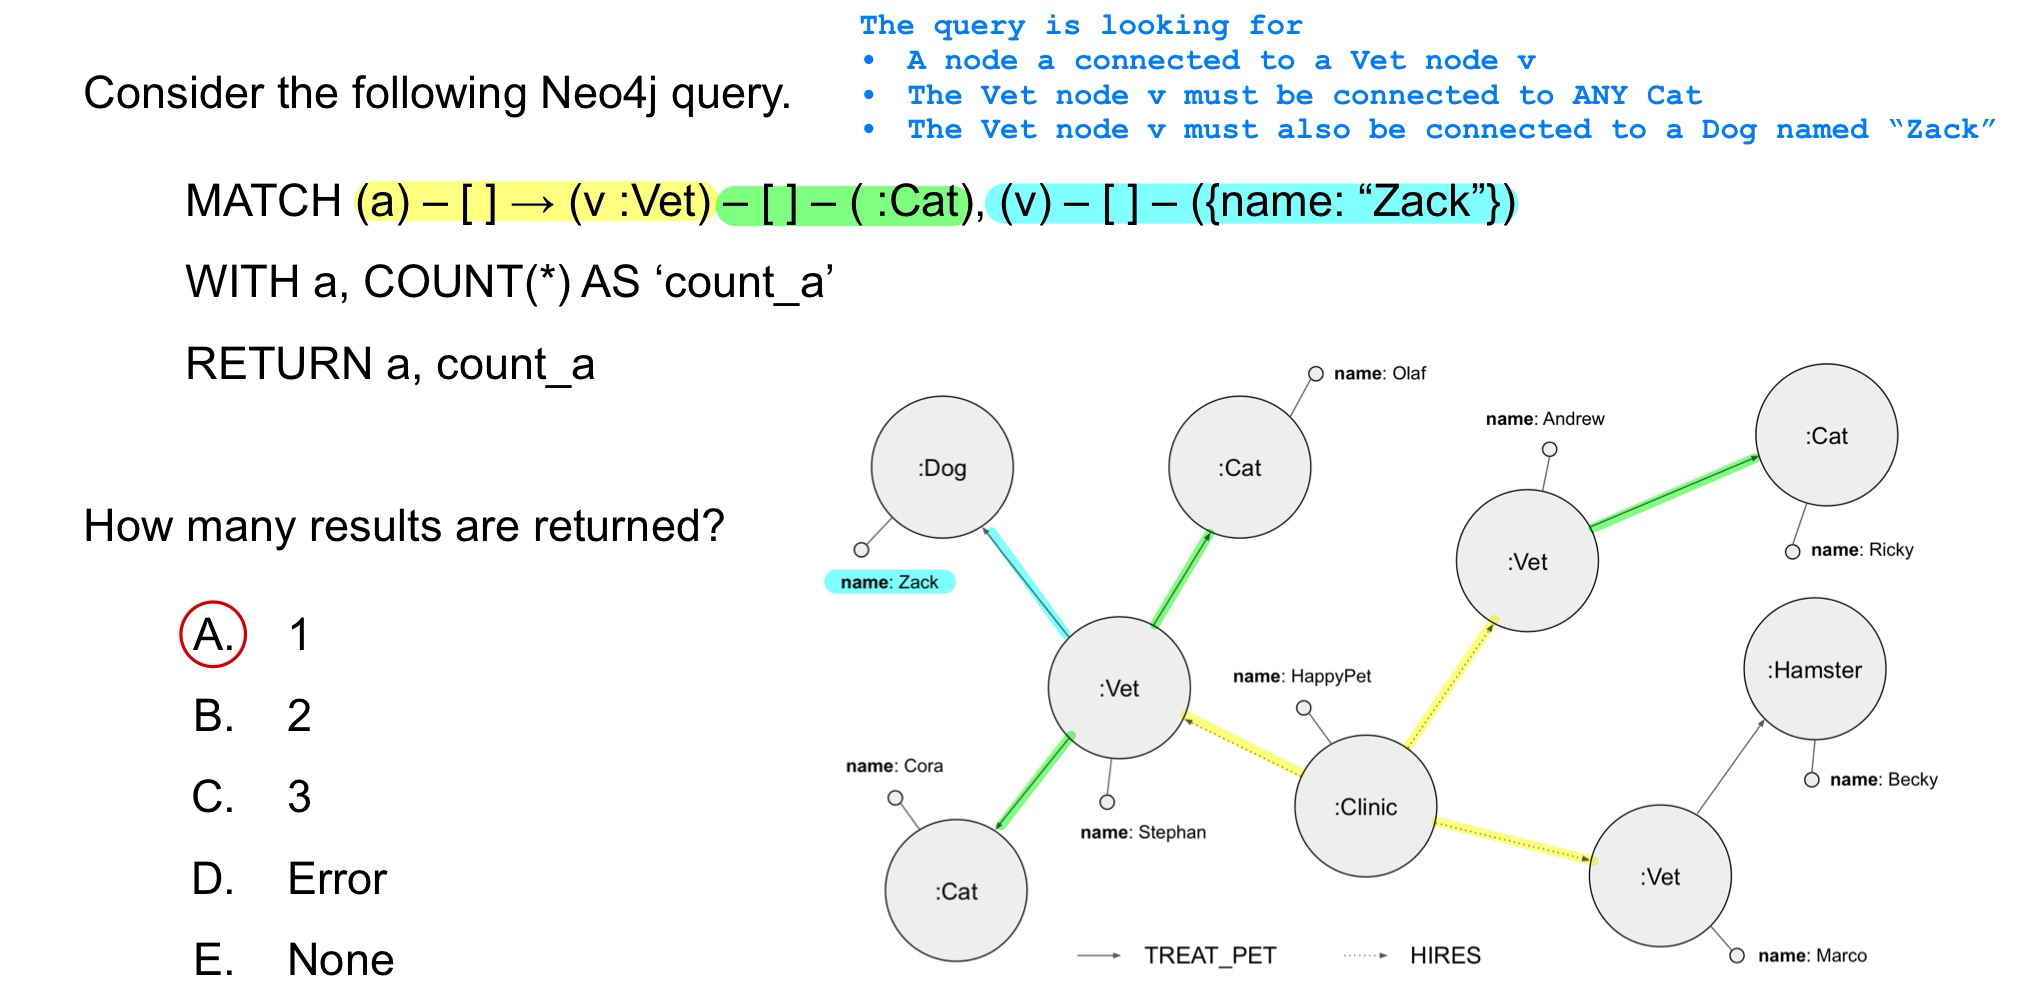 The query is looking for
• A node a connected to a Vet node v
• The Vet node v must be connected to ANY Cat
• The Vet node v must also be connected to a Dog named “Zack”
Consider the following Neo4j query.
MATCH (a) – [ ] → (v :Vet) – [ ] – ( :Cat), (v) – [ ] – ({name: “Zack”})
WITH a, COUNT(*) AS ‘count_a’
RETURN a, count_a
How many results are returned?
A. 1
B. 2
C. 3
D. Error
E. None
name: Olaf
name: Andrew
:Dog
:Cat
:Cat
name: Zack
:Vet
name: Ricky
:Vet
name: HappyPet
:Hamster
name: Cora
name: Stephan
:Clinic
name: Becky
:Cat
:Vet
TREAT_PET
HIRES
name: Marco